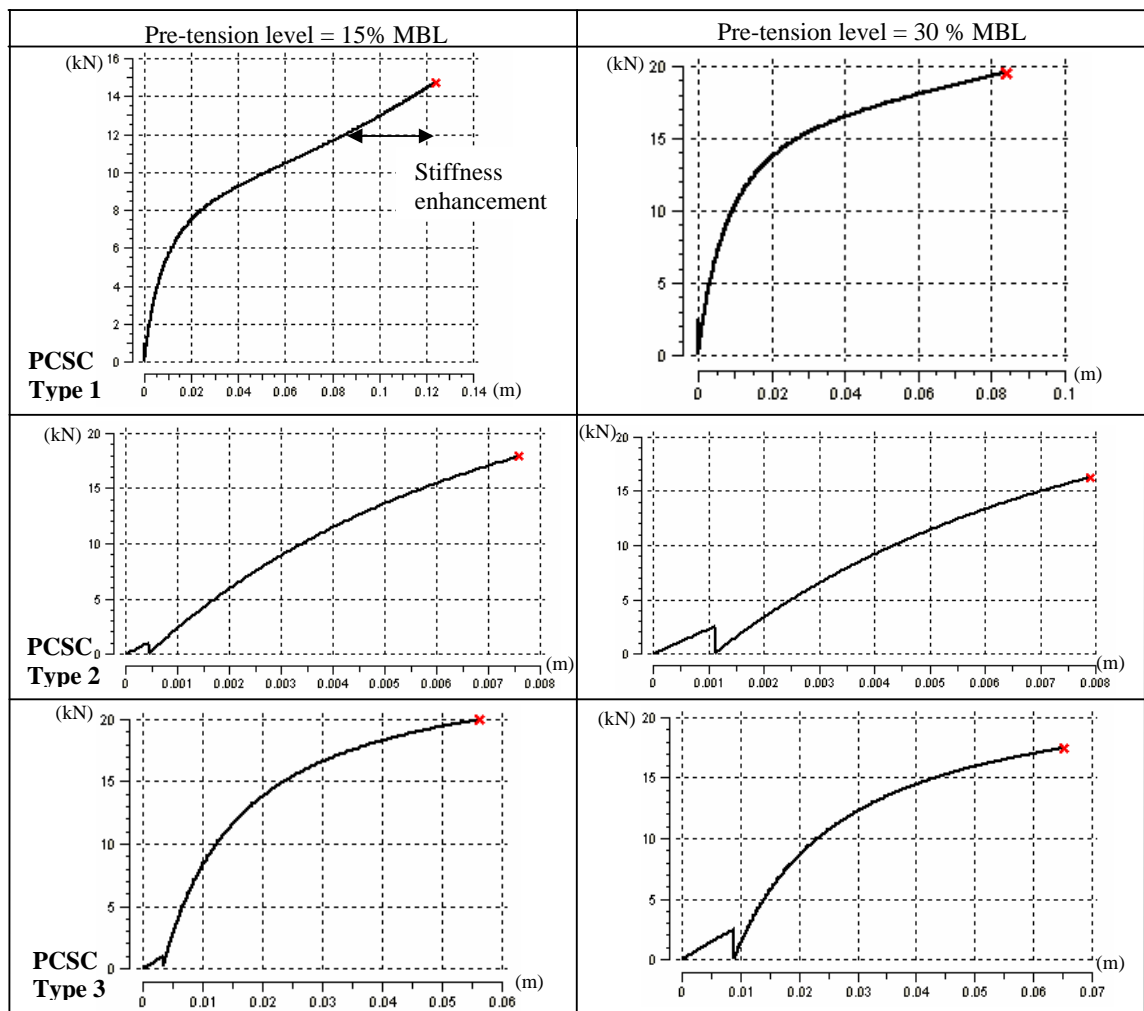 Pre-tension level = 15% MBL
Pre-tension level = 30 % MBL
(kN)
16
14
12
10
8
6
4
2
0
Stiffness
enhancement
PCSC
Type 1
0 0.02 0.04 0.06 0.08 0.1 0.12 0.14 (m)
(kN)
20
15
10
5
0
0 0.02 0.04 0.06 0.08 0.1 (m)
(kN)
20
15
10
5
0
PCSC
Type 2
0 0.001 0.002 0.003 0.004 0.005 0.006 0.007 0.008 (m)
(kN)
20
15
10
5
0
0 0.001 0.002 0.003 0.004 0.005 0.006 0.007 0.008 (m)
(kN)
20
15
10
5
0
PCSC
Type 3
0 0.01 0.02 0.03 0.04 0.05 0.06 (m)
(kN)
20
15
10
5
0
0 0.01 0.02 0.03 0.04 0.05 0.06 0.07 (m)